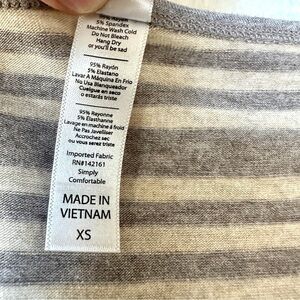 95% Rayon
5% Spandex
Machine Wash Cold
Do Not Bleach
Hang Dry
or you'll be sad
95% Rayón
5% Elastano
Lavar A Máquina En Frio
No Usa Blanqueador
Cuelgue en seco
o estarás triste
95% Rayonne
5% Élasthanne
Lavage en machine à froid
Ne Pas Javelliser
Accrochez sec
ou vous serez triste
Imported Fabric
RN#142161
Simply
Comfortable
MADE IN
VIETNAM
XS